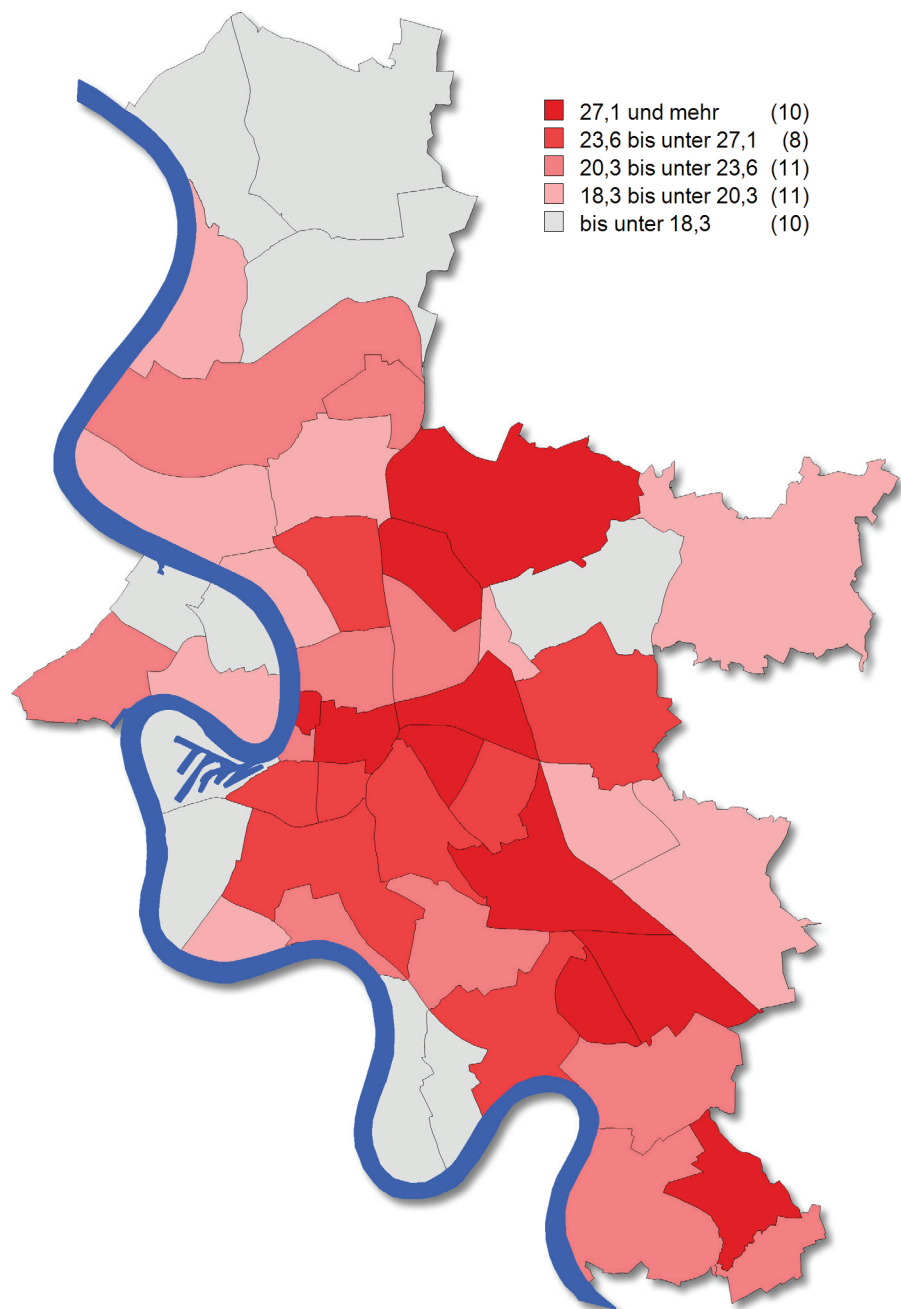 27,1 und mehr (10)
23,6 bis unter 27,1 (8)
20,3 bis unter 23,6 (11)
18,3 bis unter 20,3 (11)
bis unter 18,3 (10)